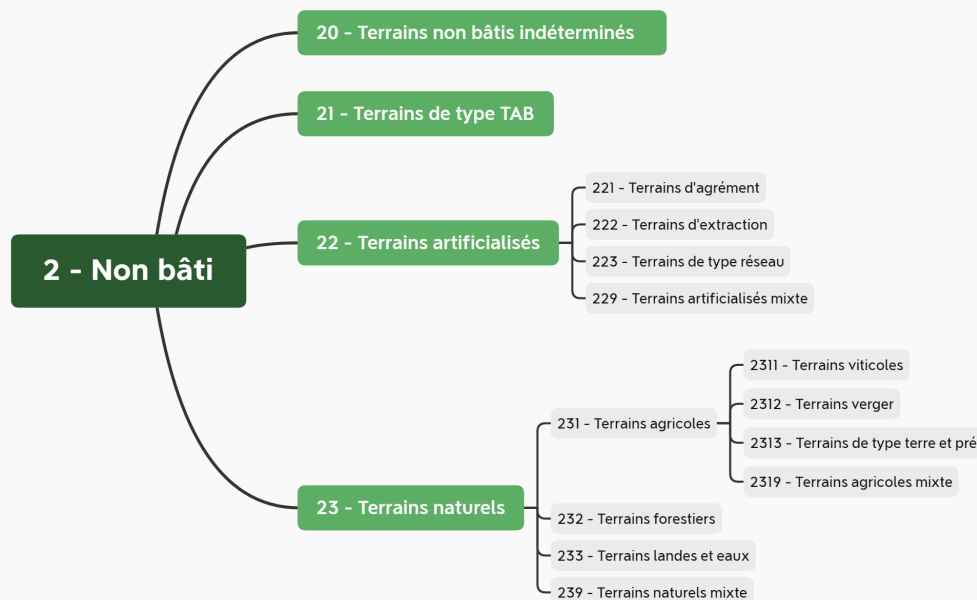 20 - Terrains non bâtis indéterminés
21 - Terrains de type TAB
221 - Terrains d'agrément
222 - Terrains d'extraction
22 - Terrains artificialisés
223 - Terrains de type réseau
2 - Non bâti
229 - Terrains artificialisés mixte
2311 - Terrains viticoles
2312 - Terrains verger
231 - Terrains agricoles
2313 - Terrains de type terre et pré
2319 - Terrains agricoles mixte
23 - Terrains naturels
232 - Terrains forestiers
233 - Terrains landes et eaux
239 - Terrains naturels mixte